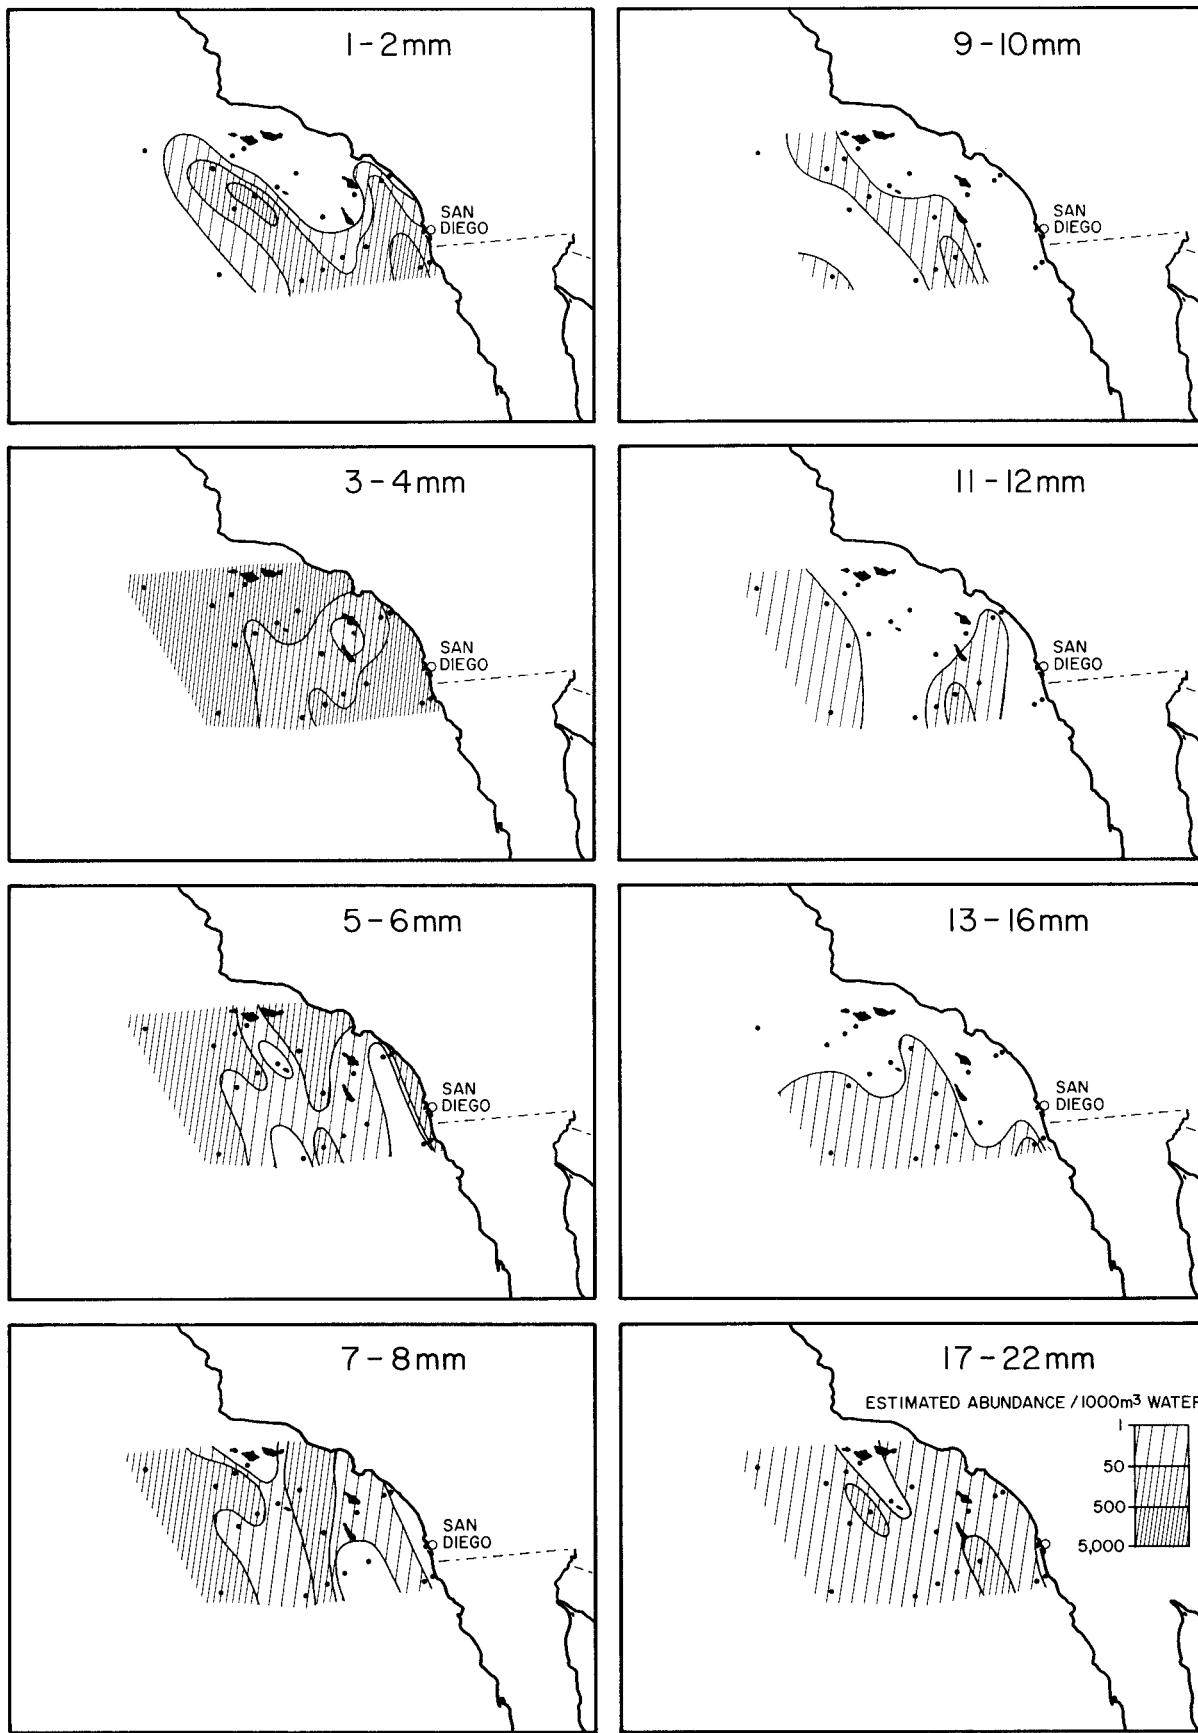 1-2mm
SAN
DIEGO
9-10mm
SAN
DIEGO
3-4mm
SAN
DIEGO
11-12mm
SAN
DIEGO
5-6mm
SAN
DIEGO
13-16mm
SAN
DIEGO
7-8mm
SAN
DIEGO
17-22mm
ESTIMATED ABUNDANCE / 1000m³ WATER
1
50
500
5,000